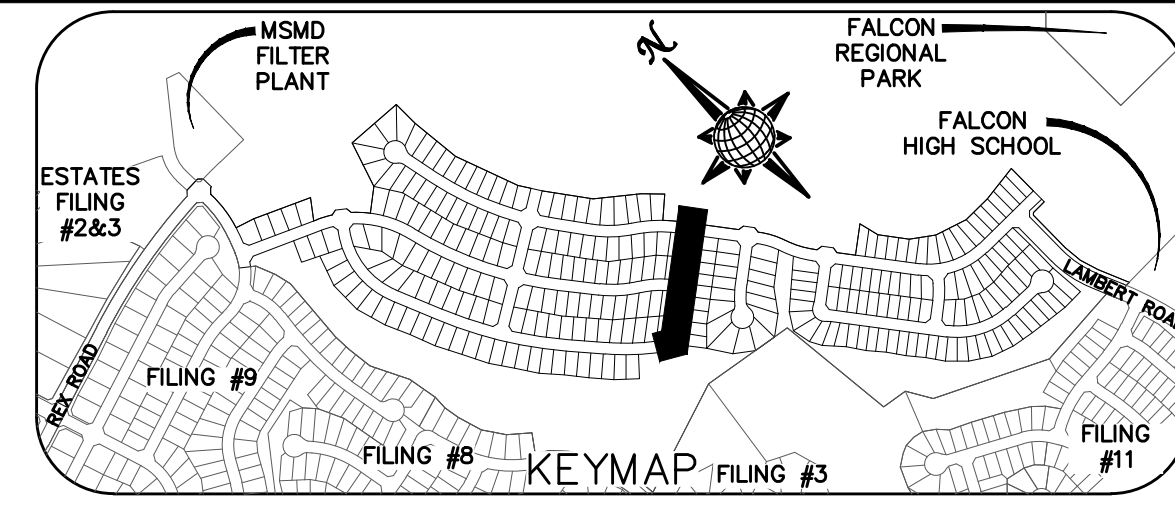 MSMD
FILTER
PLANT
N
FALCON
REGIONAL
PARK
FALCON
HIGH SCHOOL
ESTATES
FILING
#2&3
LAMBERT ROA
REX ROAD
FILING #9
FILING #8
KEYMAP
FILING #3
FILING
#11